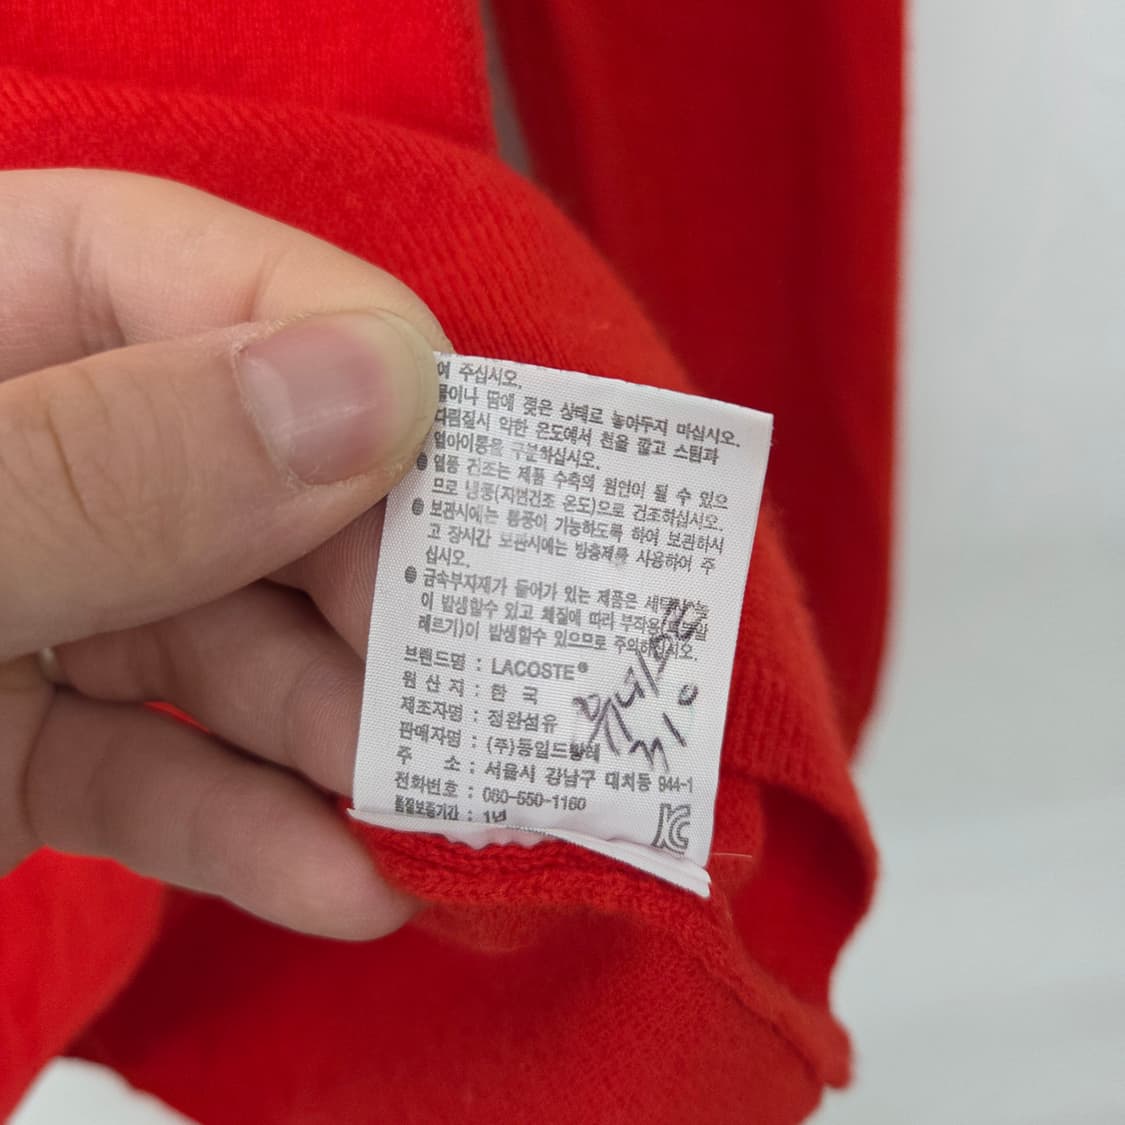 여 주십시오.
물이나 땀에 젖은 상태로 놓아두지 마십시오.
다림질시 약한 온도에서 천을 깔고 스팀과
열아이롱을 구분하십시오.
● 열풍 건조는 제품 수축의 원인이 될 수 있으
므로 냉풍(자연건조 온도)으로 건조하십시오.
● 보관시에는 통풍이 가능하도록 하여 보관하시
고 장시간 보관시에는 방충제를 사용하여 주
십시오.
● 금속부자재가 들어가 있는 제품은
이 발생할수 있고 체질에 따라 부작용
레르기)이 발생할수 있으므로 주의하십시오.
브랜드명 : LACOSTE®
원 산 지 : 한 국
제조자명 : 정완섬유
판매자명 : (주)동일드방레
주 소 : 서울시 강남구 대치동 944-1
전화번호 : 080-550-1160
품질보증기간 : 1년